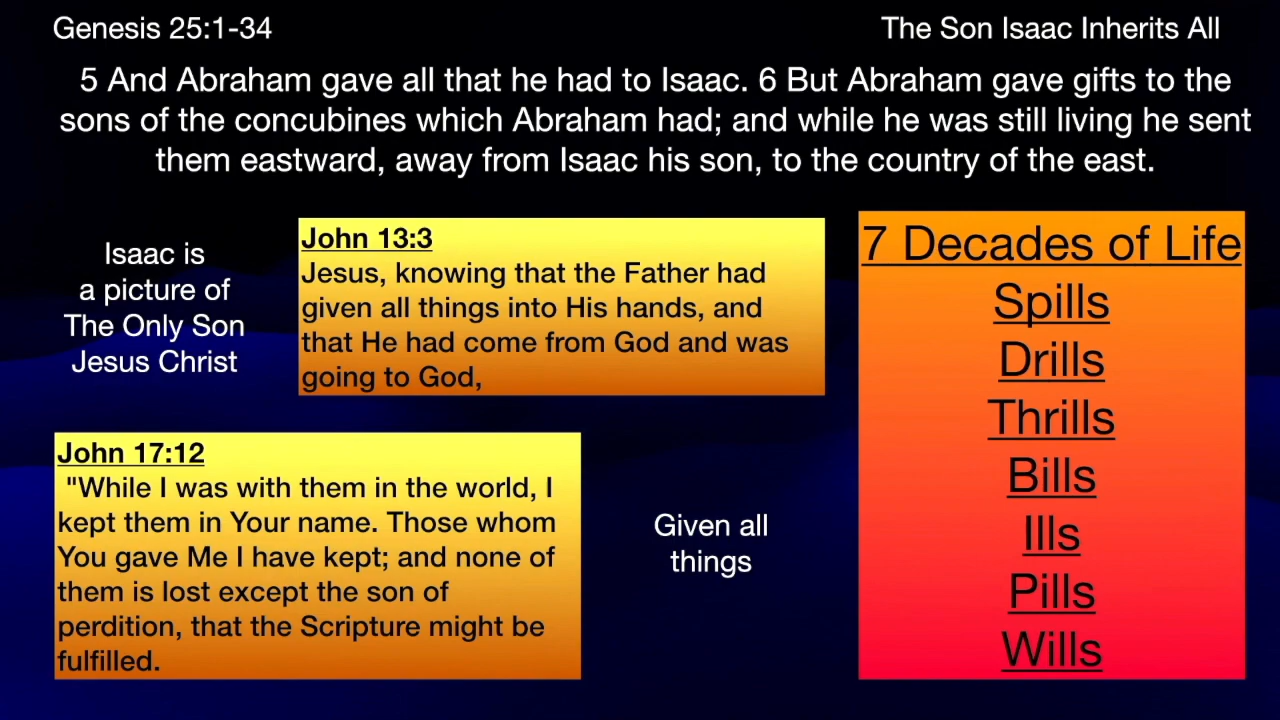 Genesis 25:1-34
The Son Isaac Inherits All
5 And Abraham gave all that he had to Isaac. 6 But Abraham gave gifts to the
sons of the concubines which Abraham had; and while he was still living he sent
them eastward, away from Isaac his son, to the country of the east.
Isaac is
a picture of
The Only Son
Jesus Christ
John 13:3
Jesus, knowing that the Father had
given all things into His hands, and
that He had come from God and was
going to God,
John 17:12
"While I was with them in the world, I
kept them in Your name. Those whom
You gave Me I have kept; and none of
them is lost except the son of
perdition, that the Scripture might be
fulfilled.
Given all
things
7 Decades of Life
Spills
Drills
Thrills
Bills
Ills
Pills
Wills